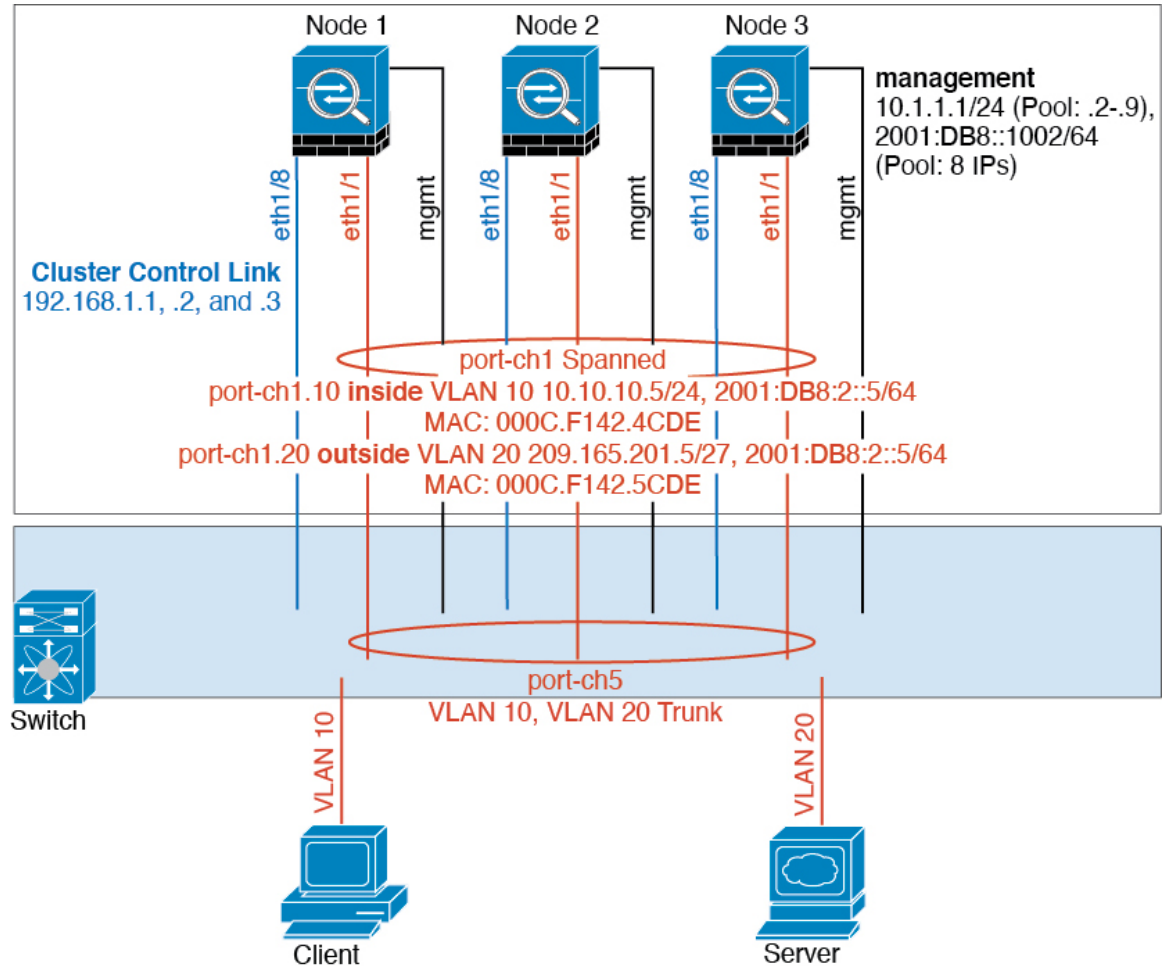 Node 1
Node 2
Node 3
management
10.1.1.1/24 (Pool: .2-.9),
2001:DB8::1002/64
(Pool: 8 IPs)
eth1/8
eth1/1
mgmt
eth1/8
eth1/1
mgmt
eth1/8
eth1/1
mgmt
Cluster Control Link
192.168.1.1, .2, and .3
port-ch1 Spanned
port-ch1.10 inside VLAN 10 10.10.10.5/24, 2001:DB8:2::5/64
MAC: 000C.F142.4CDE
port-ch1.20 outside VLAN 20 209.165.201.5/27, 2001:DB8:2::5/64
MAC: 000C.F142.5CDE
port-ch5
VLAN 10, VLAN 20 Trunk
Switch
VLAN 10
VLAN 20
Client
Server